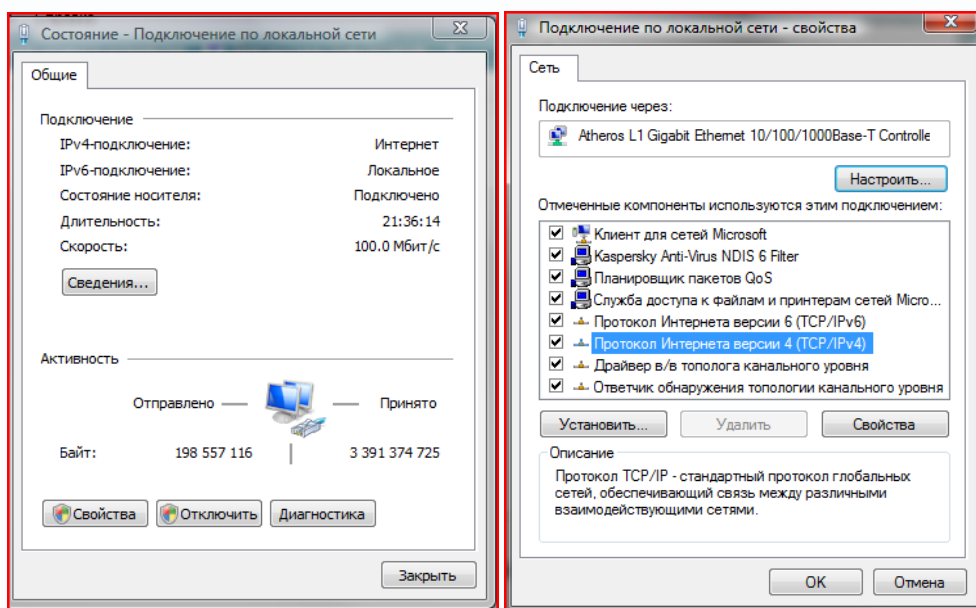 Состояние - Подключение по локальной сети
Общие
Подключение
IPv4-подключение: Интернет
IPv6-подключение: Локальное
Состояние носителя: Подключено
Длительность: 21:36:14
Скорость: 100.0 Мбит/с
Сведения...
Активность
Отправлено Принято
Байт: 198 557 116 3 391 374 725
Свойства Отключить Диагностика
Закрыть
Подключение по локальной сети - свойства
Сеть
Подключение через:
Atheros L1 Gigabit Ethernet 10/100/1000Base-T Controlle
Настроить...
Отмеченные компоненты используются этим подключением:
Клиент для сетей Microsoft
Kaspersky Anti-Virus NDIS 6 Filter
Планировщик пакетов QoS
Служба доступа к файлам и принтерам сетей Micro...
Протокол Интернета версии 6 (TCP/IPv6)
Протокол Интернета версии 4 (TCP/IPv4)
Драйвер в/в тополога канального уровня
Ответчик обнаружения топологии канального уровня
Установить... Удалить Свойства
Описание
Протокол TCP/IP - стандартный протокол глобальных
сетей, обеспечивающий связь между различными
взаимодействующими сетями.
OK Отмена